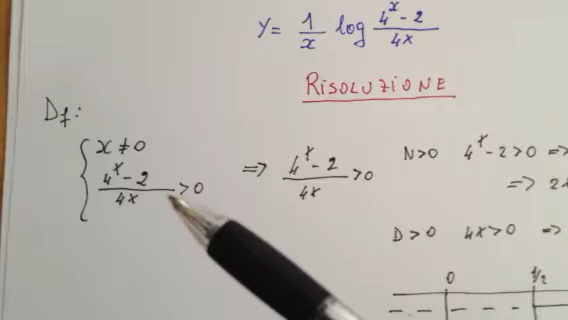 Y = 1/x log (4^x - 2)/(4x)
RISOLUZIONE
Df:
x ≠ 0
(4^x - 2)/(4x) > 0 => (4^x - 2)/(4x) > 0
N>0 4^x - 2 > 0 =>
=> 2
D > 0 4x > 0 =>
0 1/2